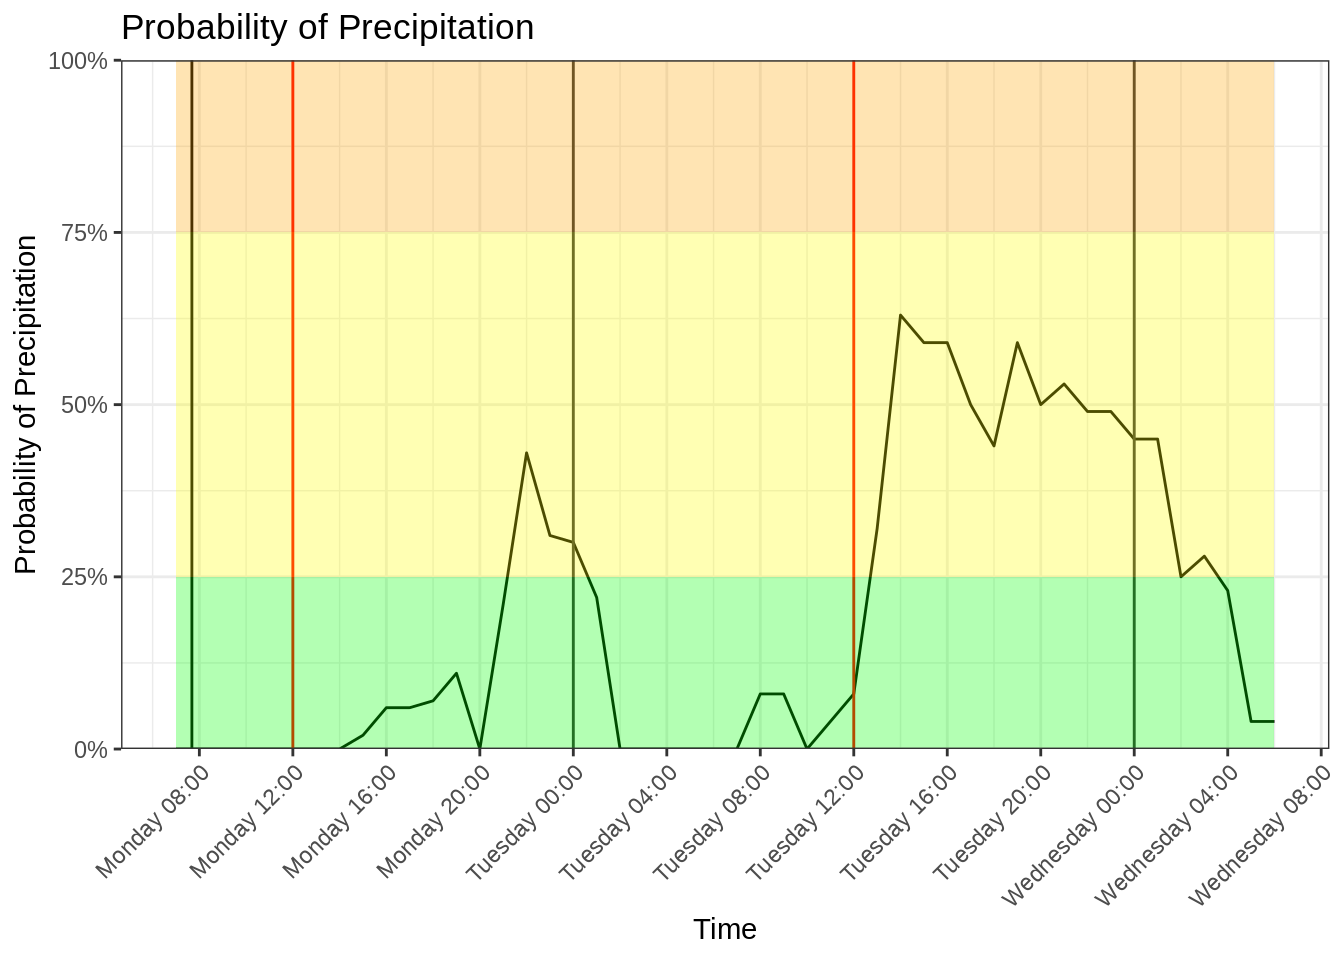 Probability of Precipitation
Probability of Precipitation
100%
75%
50%
25%
0%
Monday 08:00
Monday 12:00
Monday 16:00
Monday 20:00
Tuesday 00:00
Tuesday 04:00
Tuesday 08:00
Tuesday 12:00
Tuesday 16:00
Tuesday 20:00
Wednesday 00:00
Wednesday 04:00
Wednesday 08:00
Time